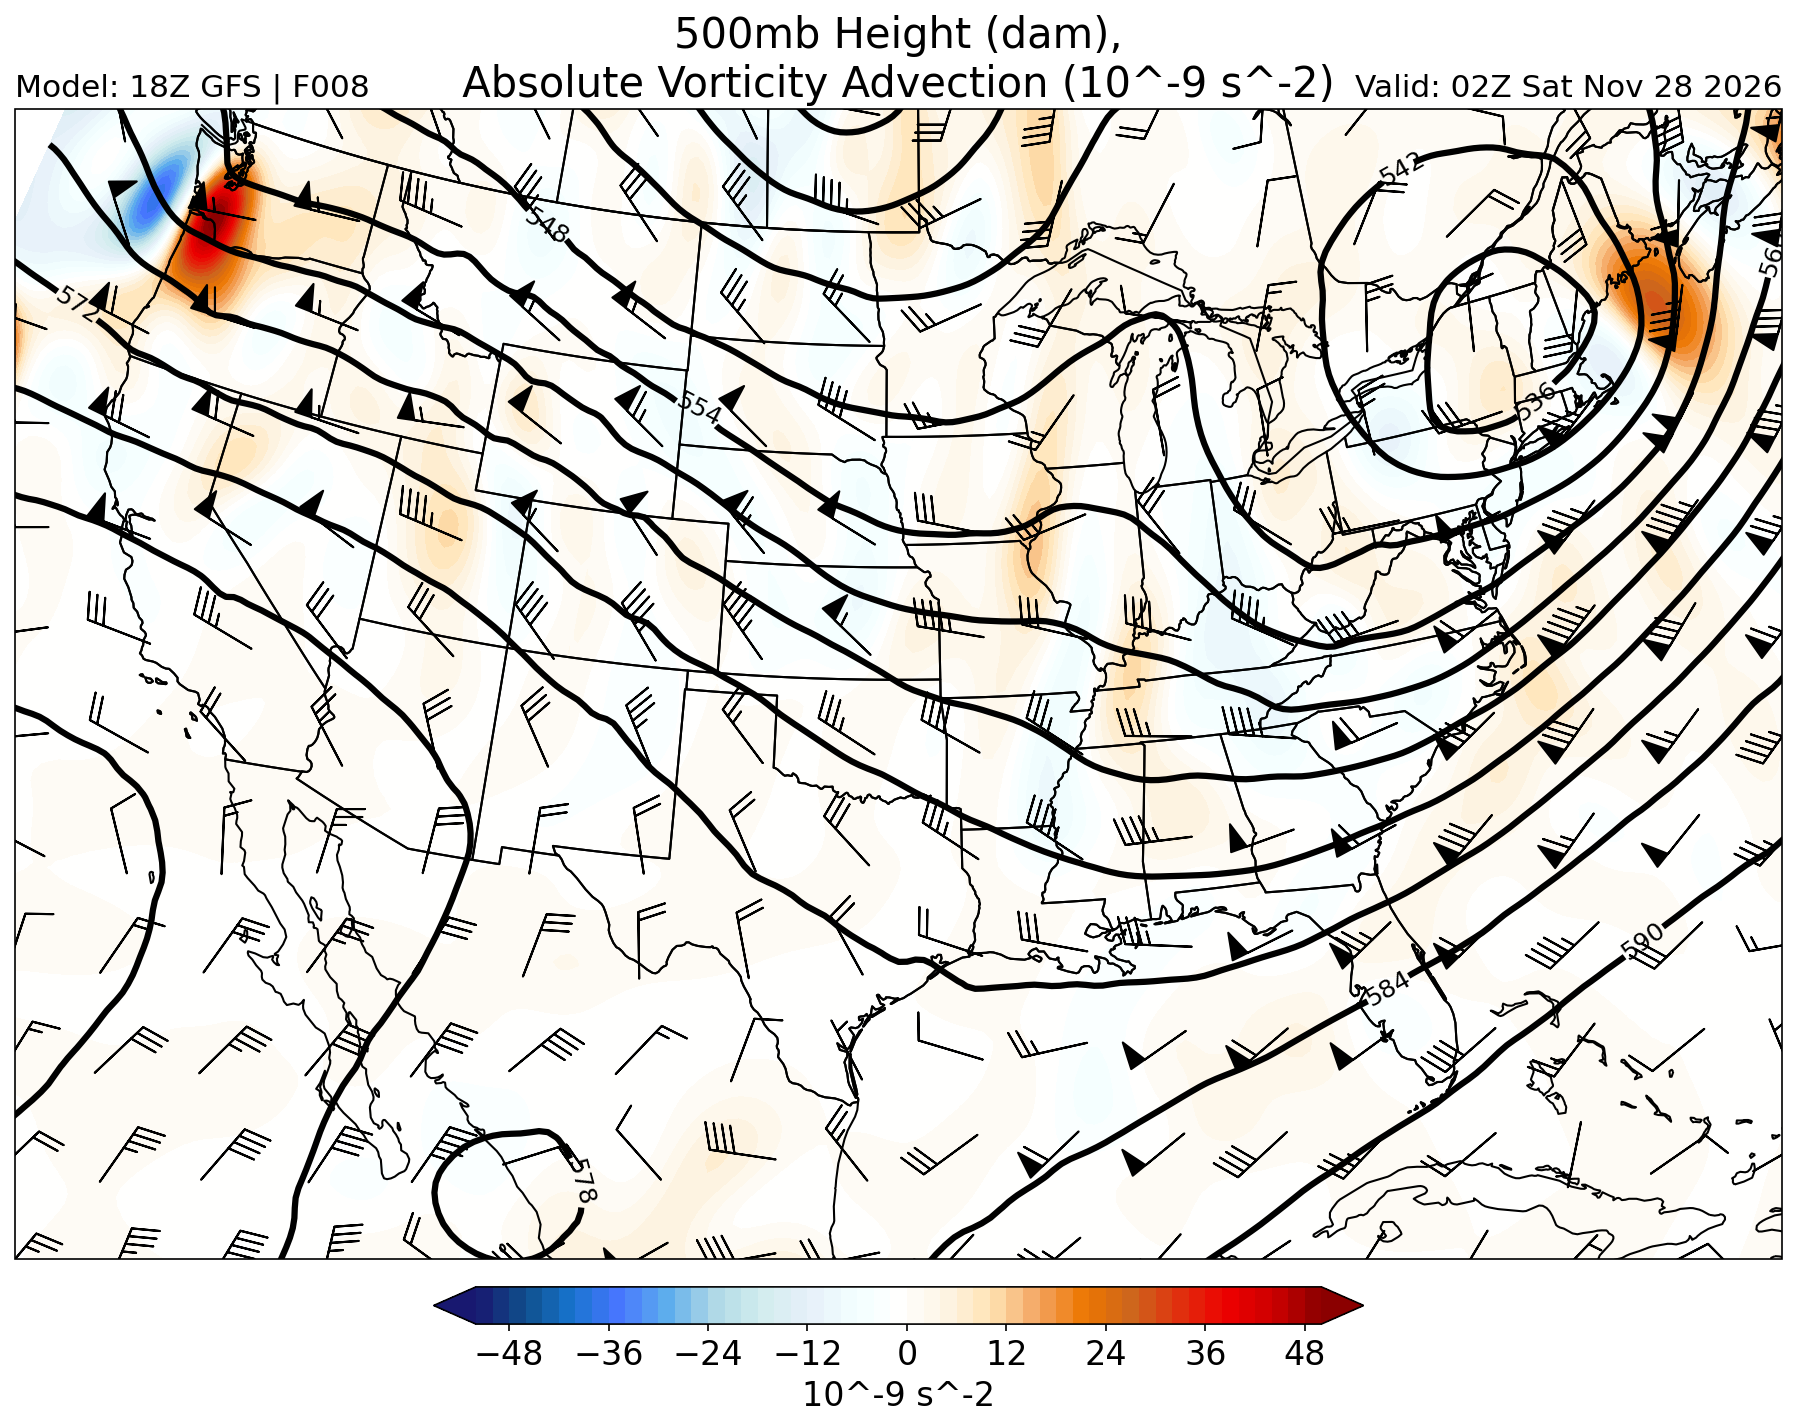 500mb Height (dam),
Model: 18Z GFS | F008
Absolute Vorticity Advection (10^-9 s^-2)
Valid: 02Z Sat Nov 28 2026
542
548
560
572
554
536
590
584
578
−48 −36 −24 −12 0 12 24 36 48
10^-9 s^-2